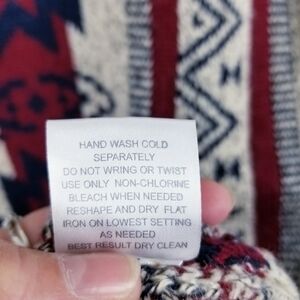 HAND WASH COLD
SEPARATELY
DO NOT WRING OR TWIST
USE ONLY NON-CHLORINE
BLEACH WHEN NEEDED
RESHAPE AND DRY FLAT
IRON ON LOWEST SETTING
AS NEEDED
BEST RESULT DRY CLEAN